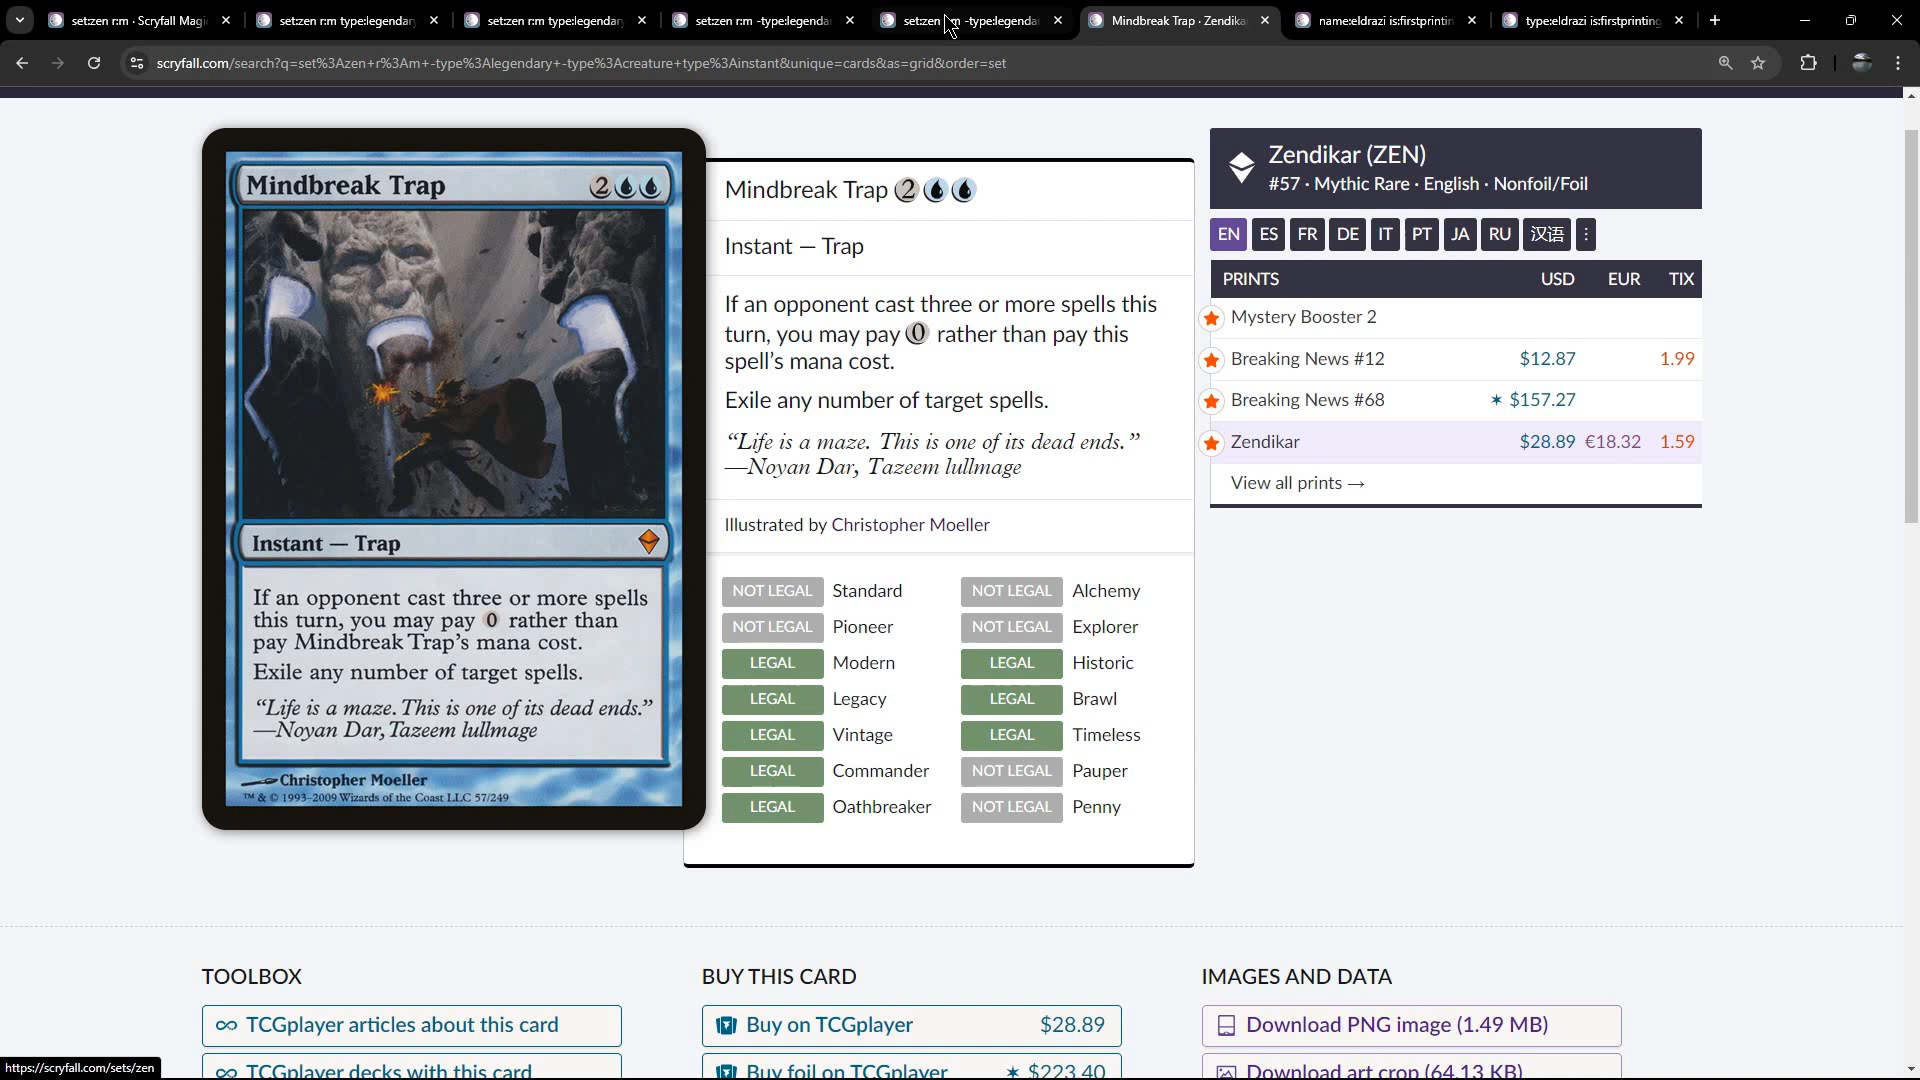 setzen r:m · Scryfall Magi
setzen r:m type:legendar
setzen r:m type:legendar
setzen r:m -type:legenda
setzen r:m -type:legenda
Mindbreak Trap · Zendika
name:eldrazi is:firstprintin
type:eldrazi is:firstprinting
scryfall.com/search?q=set%3Azen+r%3Am+-type%3Alegendary+-type%3Acreature+type%3Ainstant&unique=cards&as=grid&order=set
Mindbreak Trap 2
Instant — Trap
If an opponent cast three or more spells
this turn, you may pay 0 rather than
pay Mindbreak Trap's mana cost.
Exile any number of target spells.
“Life is a maze. This is one of its dead ends.”
—Noyan Dar, Tazeem lullmage
Christopher Moeller
™ & © 1993–2009 Wizards of the Coast LLC 57/249
Mindbreak Trap 2
Instant — Trap
If an opponent cast three or more spells this
turn, you may pay 0 rather than pay this
spell’s mana cost.
Exile any number of target spells.
“Life is a maze. This is one of its dead ends.”
—Noyan Dar, Tazeem lullmage
Illustrated by Christopher Moeller
NOT LEGAL Standard NOT LEGAL Alchemy
NOT LEGAL Pioneer NOT LEGAL Explorer
LEGAL Modern LEGAL Historic
LEGAL Legacy LEGAL Brawl
LEGAL Vintage LEGAL Timeless
LEGAL Commander NOT LEGAL Pauper
LEGAL Oathbreaker NOT LEGAL Penny
Zendikar (ZEN)
#57 · Mythic Rare · English · Nonfoil/Foil
EN ES FR DE IT PT JA RU 汉语
PRINTS USD EUR TIX
Mystery Booster 2
Breaking News #12 $12.87 1.99
Breaking News #68 $157.27
Zendikar $28.89 €18.32 1.59
View all prints →
TOOLBOX
TCGplayer articles about this card
TCGplayer decks with this card
BUY THIS CARD
Buy on TCGplayer $28.89
Buy foil on TCGplayer $223.40
IMAGES AND DATA
Download PNG image (1.49 MB)
Download art crop (64.13 KB)
https://scryfall.com/sets/zen